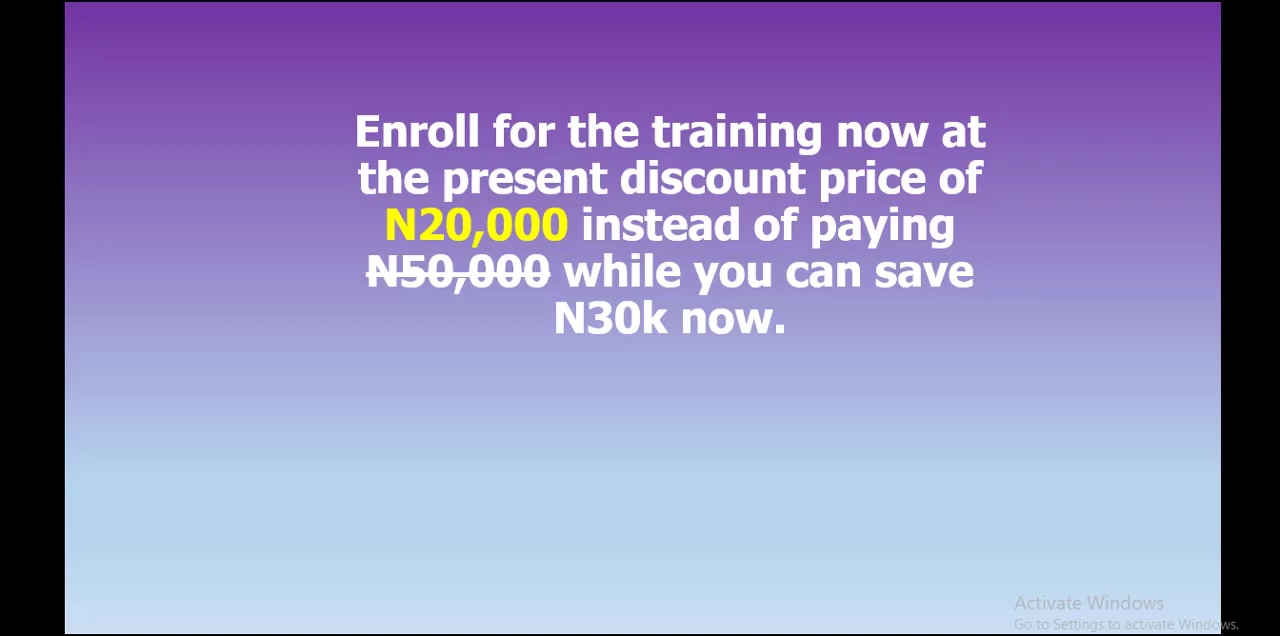 Enroll for the training now at
the present discount price of
N20,000 instead of paying
N50,000 while you can save
N30k now.
Activate Windows
Go to Settings to activate Windows.